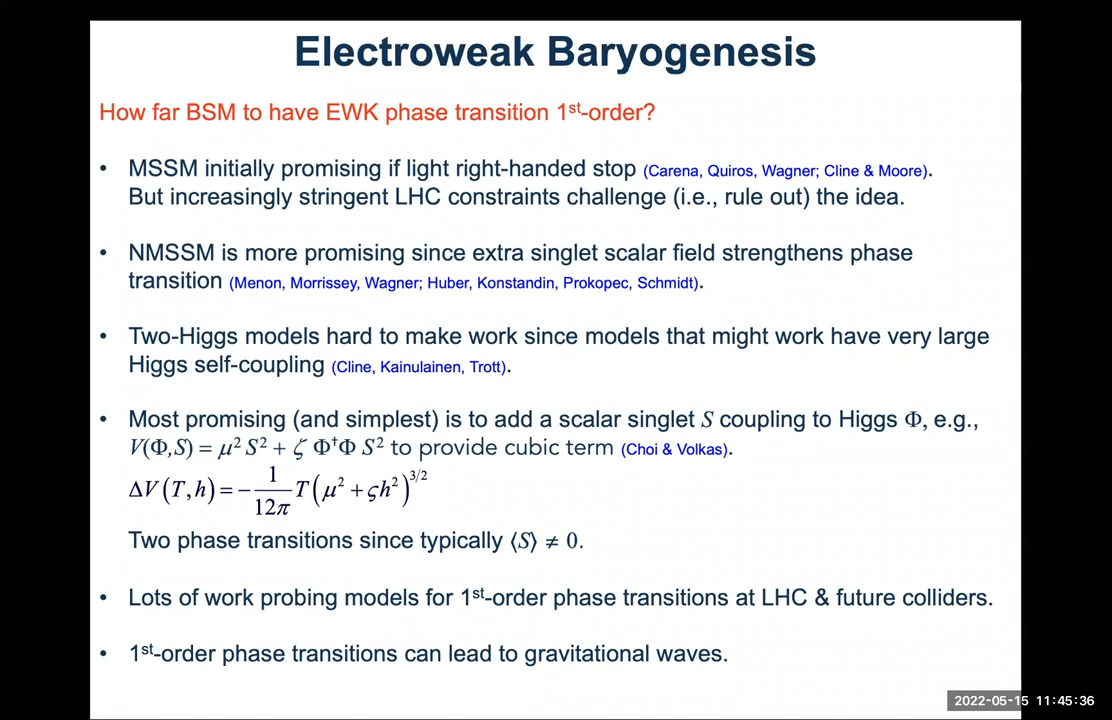 Electroweak Baryogenesis
How far BSM to have EWK phase transition 1st-order?
• MSSM initially promising if light right-handed stop (Carena, Quiros, Wagner; Cline & Moore).
But increasingly stringent LHC constraints challenge (i.e., rule out) the idea.
• NMSSM is more promising since extra singlet scalar field strengthens phase
transition (Menon, Morrissey, Wagner; Huber, Konstandin, Prokopec, Schmidt).
• Two-Higgs models hard to make work since models that might work have very large
Higgs self-coupling (Cline, Kainulainen, Trott).
• Most promising (and simplest) is to add a scalar singlet S coupling to Higgs Φ, e.g.,
V(Φ,S) = μ² S² + ζ Φ†Φ S² to provide cubic term (Choi & Volkas).
ΔV(T,h) = −1/12π T(μ² + ςh²)^3/2
Two phase transitions since typically ⟨S⟩ ≠ 0.
• Lots of work probing models for 1st-order phase transitions at LHC & future colliders.
• 1st-order phase transitions can lead to gravitational waves.
2022-05-15 11:45:36